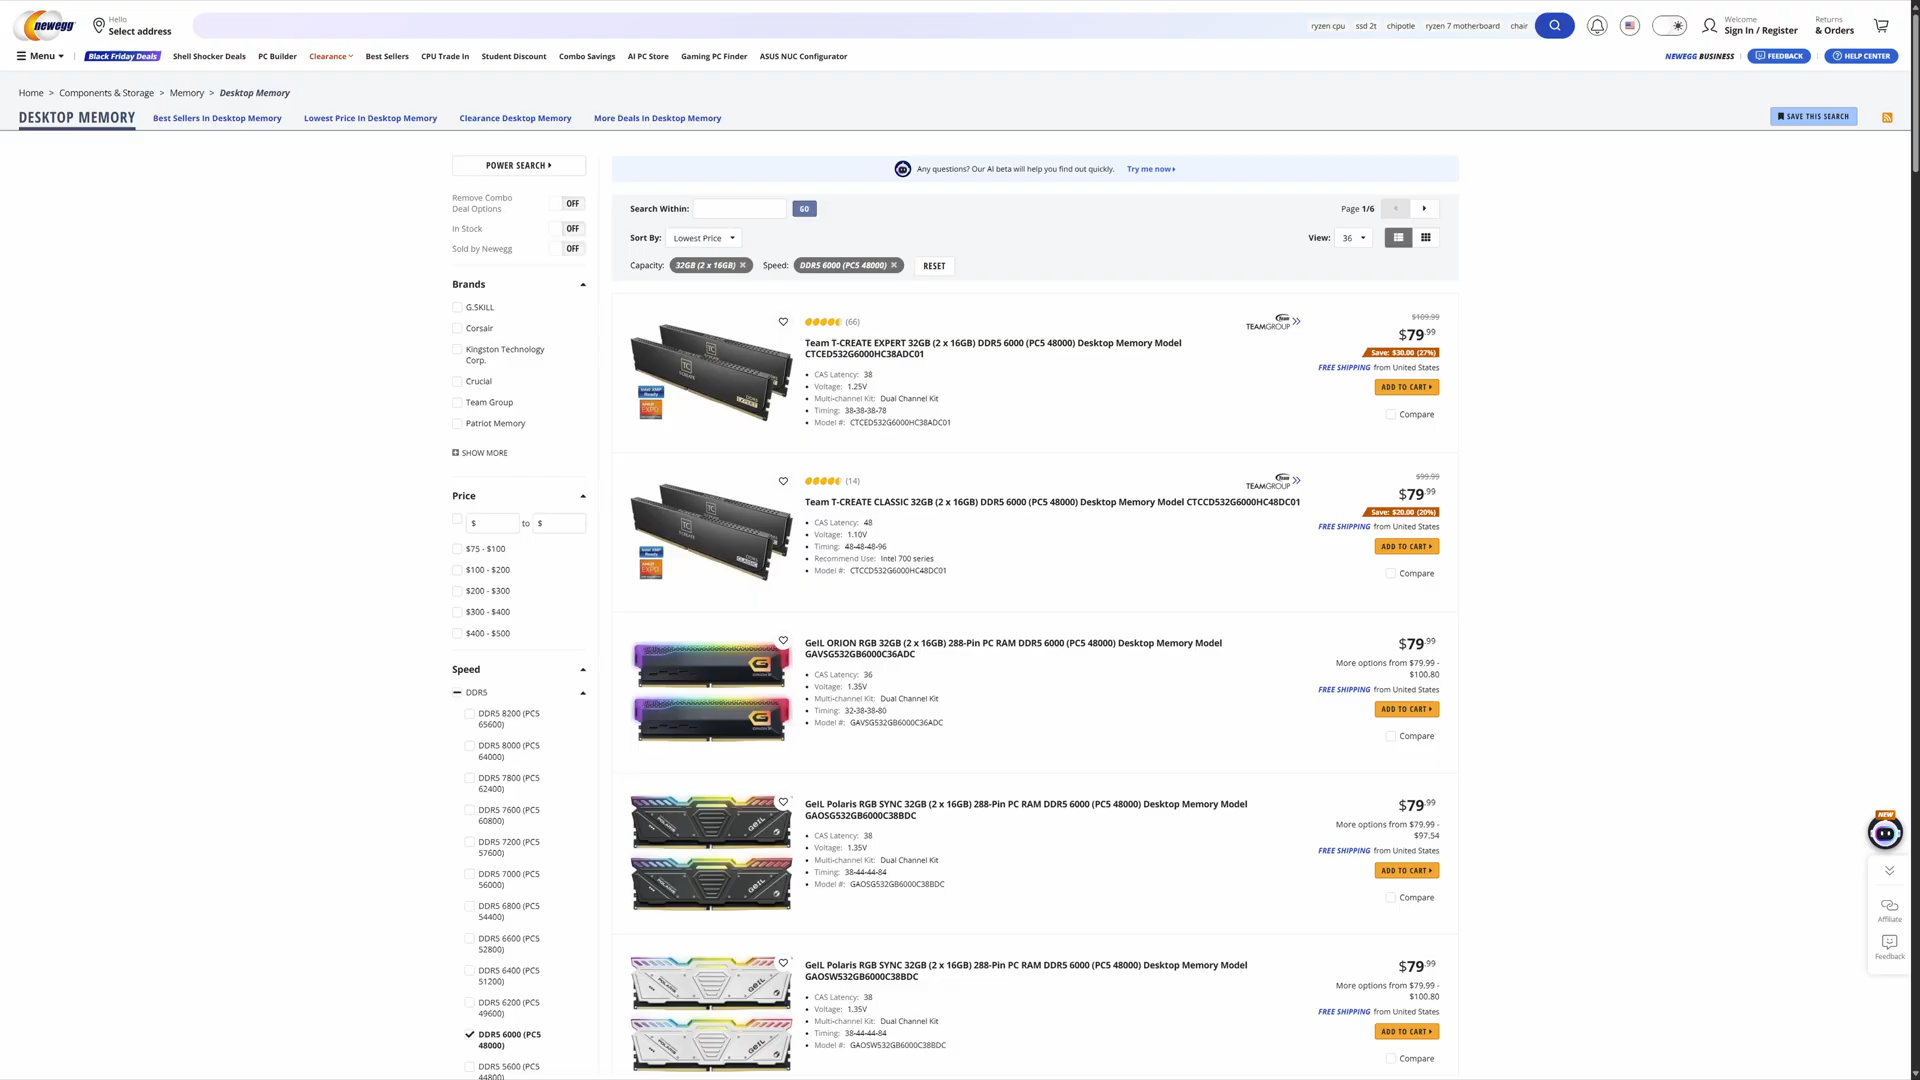 newegg
Hello
Select address
ryzen cpu
ssd 2t
chipotle
ryzen 7 motherboard
chair
Welcome
Sign In / Register
Returns
& Orders
Menu
Black Friday Deals
Shell Shocker Deals
PC Builder
Clearance
Best Sellers
CPU Trade In
Student Discount
Combo Savings
AI PC Store
Gaming PC Finder
ASUS NUC Configurator
NEWEGG BUSINESS
FEEDBACK
HELP CENTER
Home > Components & Storage > Memory > Desktop Memory
DESKTOP MEMORY
Best Sellers In Desktop Memory
Lowest Price In Desktop Memory
Clearance Desktop Memory
More Deals In Desktop Memory
SAVE THIS SEARCH
POWER SEARCH
Remove Combo
Deal Options
OFF
In Stock
OFF
Sold by Newegg
OFF
Brands
G.SKILL
Corsair
Kingston Technology
Corp.
Crucial
Team Group
Patriot Memory
SHOW MORE
Price
$ to $
$75 - $100
$100 - $200
$200 - $300
$300 - $400
$400 - $500
Speed
DDR5
DDR5 8200 (PC5
65600)
DDR5 8000 (PC5
64000)
DDR5 7800 (PC5
62400)
DDR5 7600 (PC5
60800)
DDR5 7200 (PC5
57600)
DDR5 7000 (PC5
56000)
DDR5 6800 (PC5
54400)
DDR5 6600 (PC5
52800)
DDR5 6400 (PC5
51200)
DDR5 6200 (PC5
49600)
DDR5 6000 (PC5
48000)
DDR5 5600 (PC5
44800)
Any questions? Our AI beta will help you find out quickly. Try me now
Search Within:
GO
Page 1/6
Sort By: Lowest Price
View: 36
Capacity: 32GB (2 x 16GB) Speed: DDR5 6000 (PC5 48000) RESET
(66)
Team T-CREATE EXPERT 32GB (2 x 16GB) DDR5 6000 (PC5 48000) Desktop Memory Model
CTCED532G6000HC38ADC01
CAS Latency: 38
Voltage: 1.25V
Multi-channel Kit: Dual Channel Kit
Timing: 38-38-38-78
Model #: CTCED532G6000HC38ADC01
TEAMGROUP
$109.99
$79.99
Save: $30.00 (27%)
FREE SHIPPING from United States
ADD TO CART
Compare
(14)
Team T-CREATE CLASSIC 32GB (2 x 16GB) DDR5 6000 (PC5 48000) Desktop Memory Model CTCCD532G6000HC48DC01
CAS Latency: 48
Voltage: 1.10V
Timing: 48-48-48-96
Recommend Use: Intel 700 series
Model #: CTCCD532G6000HC48DC01
TEAMGROUP
$99.99
$79.99
Save: $20.00 (20%)
FREE SHIPPING from United States
ADD TO CART
Compare
GeIL ORION RGB 32GB (2 x 16GB) 288-Pin PC RAM DDR5 6000 (PC5 48000) Desktop Memory Model
GAVSG532GB6000C36ADC
CAS Latency: 36
Voltage: 1.35V
Multi-channel Kit: Dual Channel Kit
Timing: 32-38-38-80
Model #: GAVSG532GB6000C36ADC
$79.99
More options from $79.99 -
$100.80
FREE SHIPPING from United States
ADD TO CART
Compare
GeIL Polaris RGB SYNC 32GB (2 x 16GB) 288-Pin PC RAM DDR5 6000 (PC5 48000) Desktop Memory Model
GAOSG532GB6000C38BDC
CAS Latency: 38
Voltage: 1.35V
Multi-channel Kit: Dual Channel Kit
Timing: 38-44-44-84
Model #: GAOSG532GB6000C38BDC
$79.99
More options from $79.99 -
$97.54
FREE SHIPPING from United States
ADD TO CART
Compare
GeIL Polaris RGB SYNC 32GB (2 x 16GB) 288-Pin PC RAM DDR5 6000 (PC5 48000) Desktop Memory Model
GAOSW532GB6000C38BDC
CAS Latency: 38
Voltage: 1.35V
Multi-channel Kit: Dual Channel Kit
Timing: 38-44-44-84
Model #: GAOSW532GB6000C38BDC
$79.99
More options from $79.99 -
$100.80
FREE SHIPPING from United States
ADD TO CART
Compare
NEW
Affiliate
Feedback